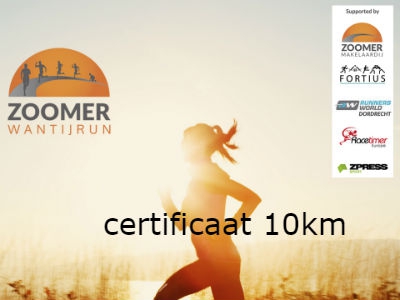 ZOOMER
WANTIJRUN
Supported by
ZOOMER
MAKELAARDIJ
FORTIUS
RUNNERS
WORLD
DORDRECHT
Racetimer
ZPRESS
certificaat 10km